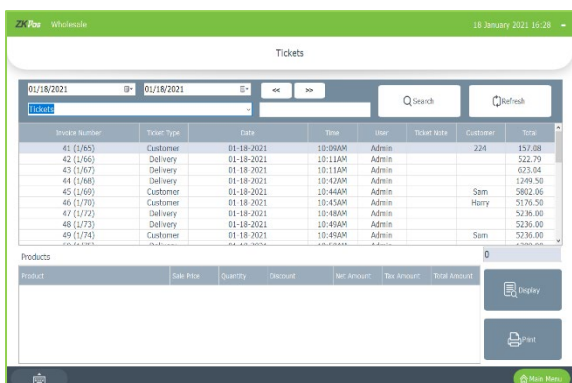 ZKPos Wholesale 18 January 2021 16:28
Tickets
01/18/2021 01/18/2021 << >> Search Refresh
Tickets
Invoice Number Ticket Type Date Time User Ticket Note Customer Total
41 (1/65) Customer 01-18-2021 10:09AM Admin 224 157.08
42 (1/66) Delivery 01-18-2021 10:11AM Admin 522.79
43 (1/67) Delivery 01-18-2021 10:11AM Admin 623.04
44 (1/68) Delivery 01-18-2021 10:42AM Admin 1249.50
45 (1/69) Customer 01-18-2021 10:44AM Admin Sam 5802.06
46 (1/70) Customer 01-18-2021 10:45AM Admin Harry 5176.50
47 (1/72) Delivery 01-18-2021 10:48AM Admin 5236.00
48 (1/73) Delivery 01-18-2021 10:49AM Admin 5236.00
49 (1/74) Customer 01-18-2021 10:49AM Admin Sam 5236.00
Products 0
Product Sale Price Quantity Discount Net Amount Tax Amount Total Amount
Display
Print
Main Menu